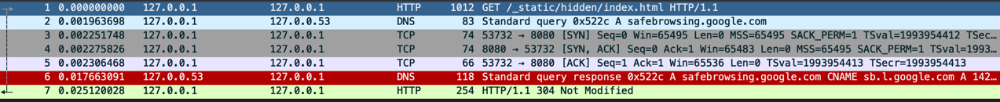 1 0.000000000 127.0.0.1 127.0.0.1 HTTP 1012 GET /_static/hidden/index.html HTTP/1.1
2 0.001963698 127.0.0.1 127.0.0.53 DNS 83 Standard query 0x522c A safebrowsing.google.com
3 0.002251748 127.0.0.1 127.0.0.1 TCP 74 53732 → 8080 [SYN] Seq=0 Win=65495 Len=0 MSS=65495 SACK_PERM=1 TSval=1993954412 TSec…
4 0.002275826 127.0.0.1 127.0.0.1 TCP 74 8080 → 53732 [SYN, ACK] Seq=0 Ack=1 Win=65483 Len=0 MSS=65495 SACK_PERM=1 TSval=1993…
5 0.002306468 127.0.0.1 127.0.0.1 TCP 66 53732 → 8080 [ACK] Seq=1 Ack=1 Win=65536 Len=0 TSval=1993954413 TSecr=1993954413
6 0.017663091 127.0.0.53 127.0.0.1 DNS 118 Standard query response 0x522c A safebrowsing.google.com CNAME sb.l.google.com A 142…
7 0.025120028 127.0.0.1 127.0.0.1 HTTP 254 HTTP/1.1 304 Not Modified